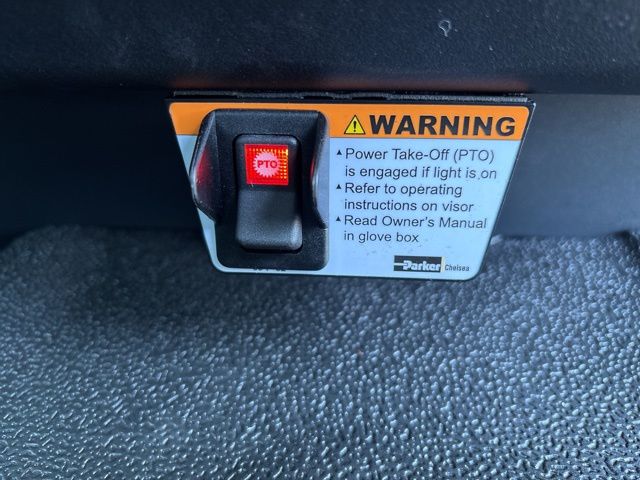 PTO
WARNING
Power Take-Off (PTO)
is engaged if light is on
Refer to operating
instructions on visor
Read Owner's Manual
in glove box
Parker Chelsea